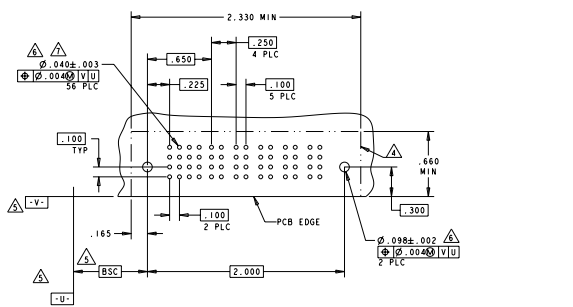 2.330 MIN
6 7
.250
4 PLC
.650
Ø.040±.003
⌖ Ø.004Ⓜ V U
56 PLC
.225
.100
5 PLC
.100
TYP
4
.660
MIN
5
-V-
.300
.100
2 PLC
PCB EDGE
.165
Ø.098±.002
6
⌖ Ø.004Ⓜ V U
2 PLC
5
BSC
2.000
5
-U-